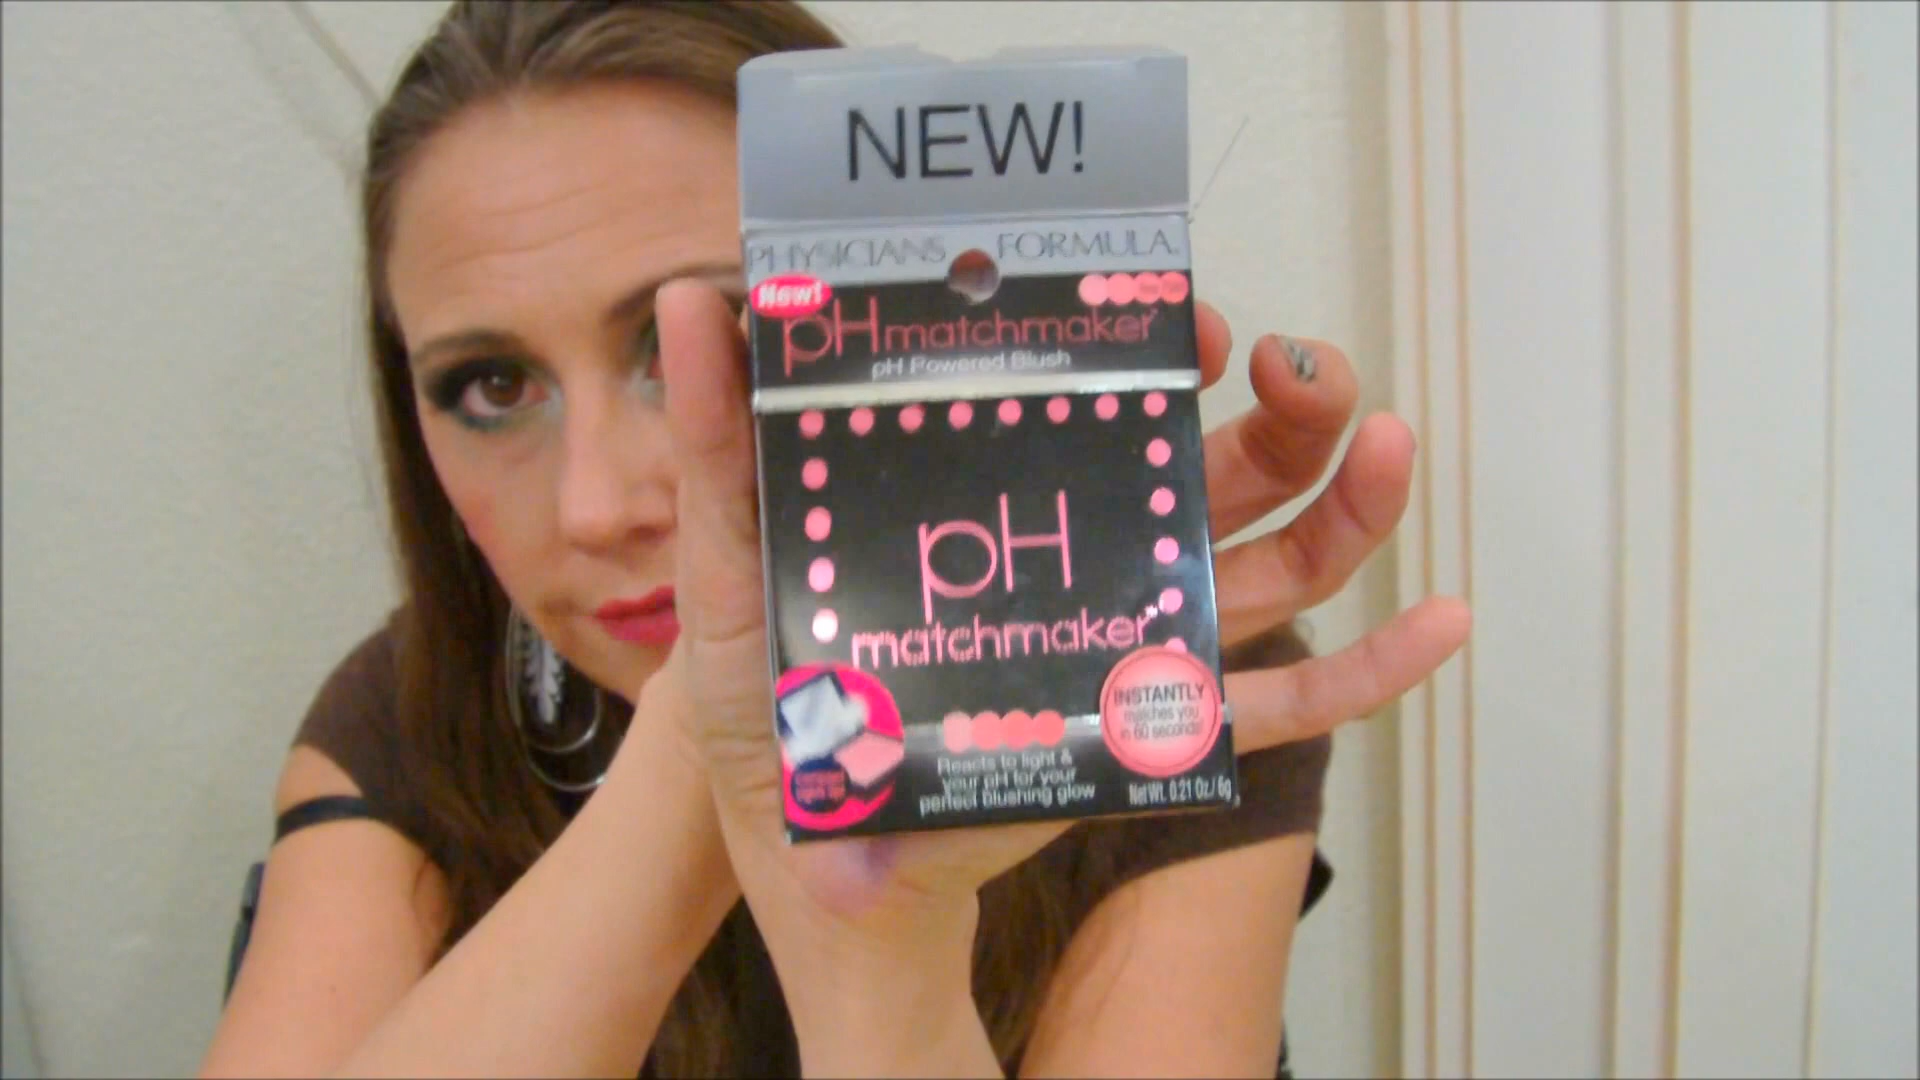 NEW!
PHYSICIANS FORMULA
New!
pH matchmaker
pH Powered Blush
pH
matchmaker™
INSTANTLY
matches you
in 60 seconds!
Reacts to light &
your pH for your
perfect blushing glow
Net Wt. 0.21 Oz./ 6g